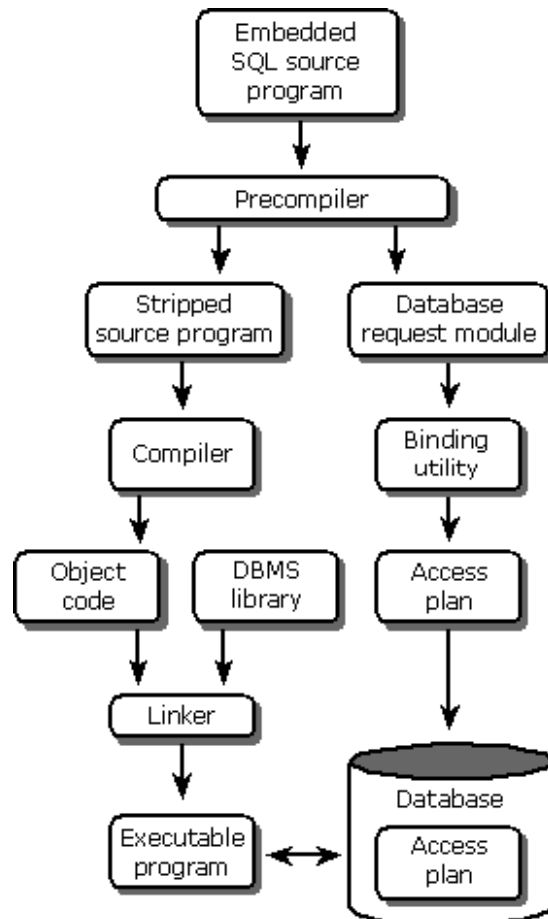 Embedded
SQL source
program
Precompiler
Stripped
source program
Database
request module
Compiler
Binding
utility
Object
code
DBMS
library
Access
plan
Linker
Database
Executable
program
Access
plan